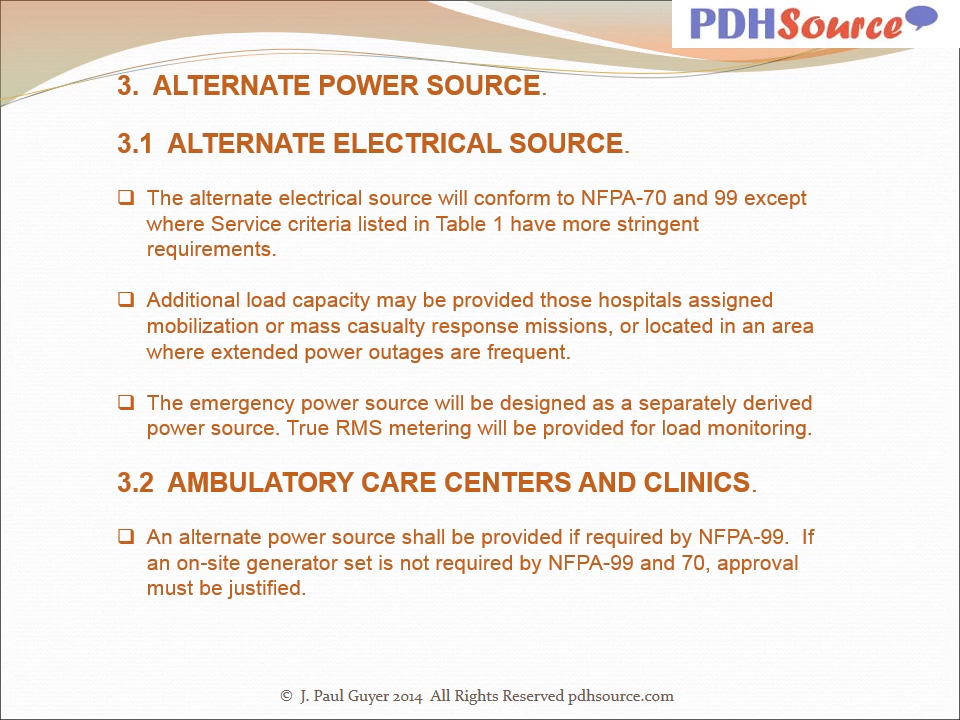 PDHSource
3. ALTERNATE POWER SOURCE.
3.1 ALTERNATE ELECTRICAL SOURCE.
❑ The alternate electrical source will conform to NFPA-70 and 99 except
where Service criteria listed in Table 1 have more stringent
requirements.
❑ Additional load capacity may be provided those hospitals assigned
mobilization or mass casualty response missions, or located in an area
where extended power outages are frequent.
❑ The emergency power source will be designed as a separately derived
power source. True RMS metering will be provided for load monitoring.
3.2 AMBULATORY CARE CENTERS AND CLINICS.
❑ An alternate power source shall be provided if required by NFPA-99. If
an on-site generator set is not required by NFPA-99 and 70, approval
must be justified.
© J. Paul Guyer 2014 All Rights Reserved pdhsource.com